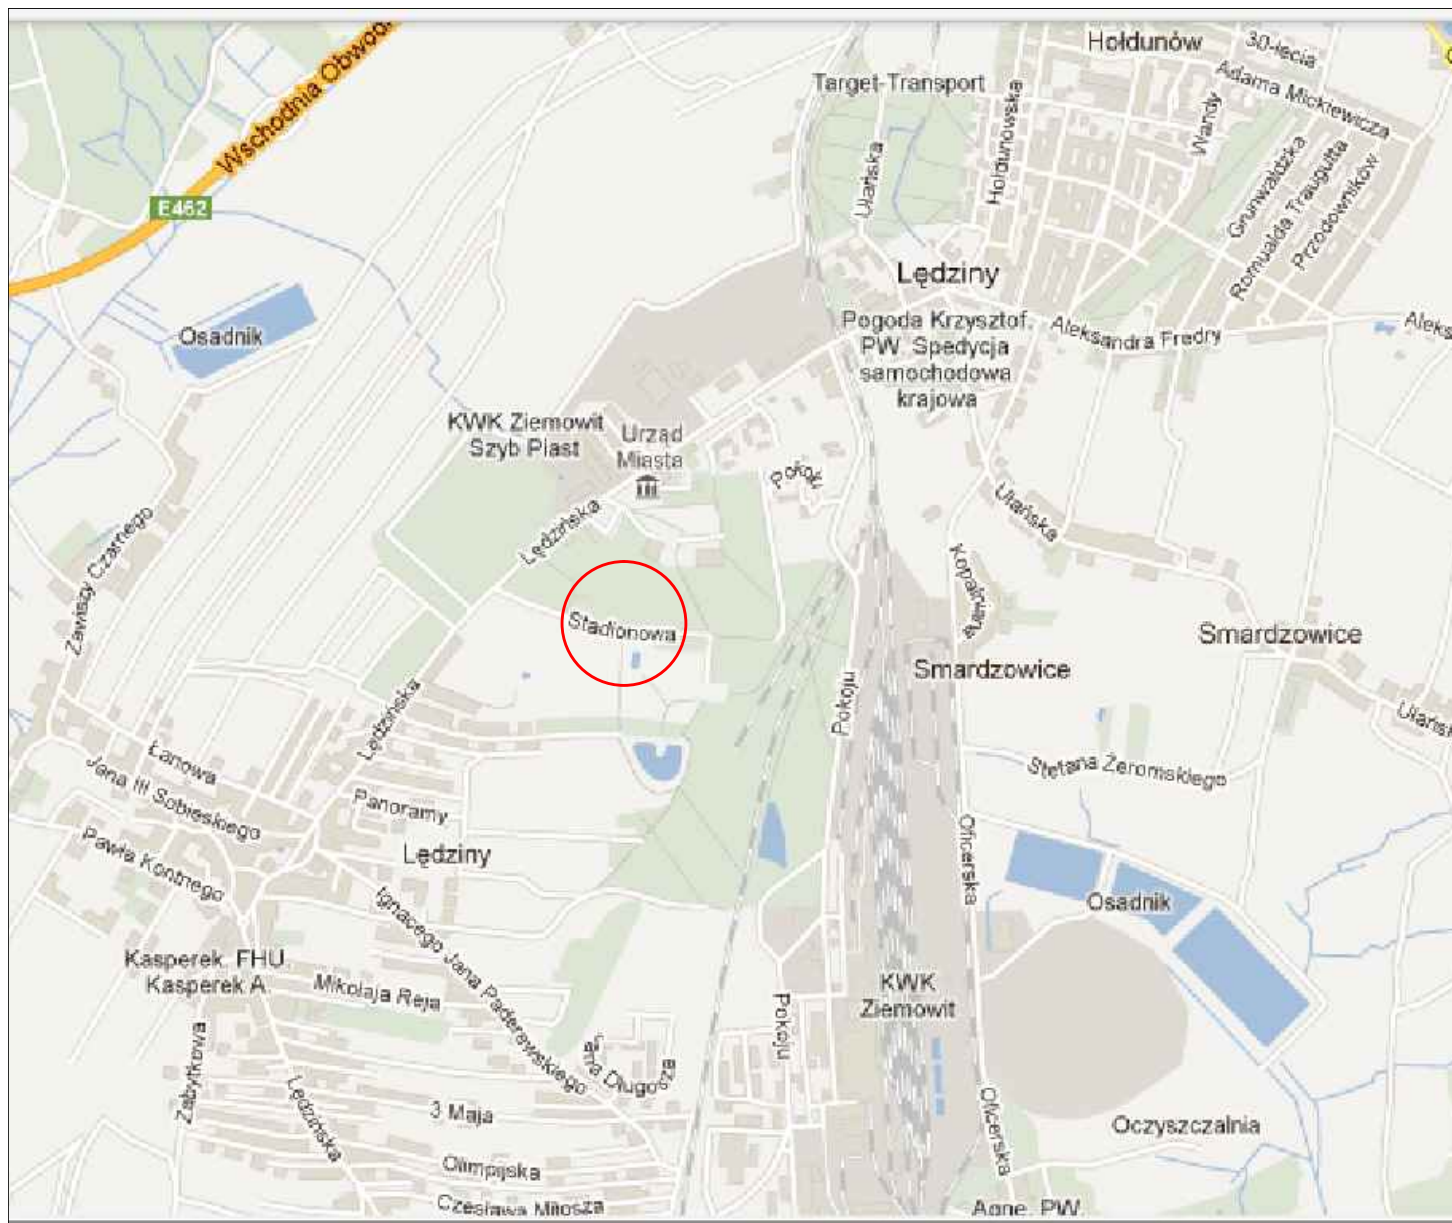 Hołdunów
30-lecia
Adama Mickiewicza
Wschodnia Obwod
Target-Transport
Hołdunowska
Wandy
Ułańska
Grunwaldzka
Romualda Traugutta
Przodowników
E462
Lędziny
Osadnik
Pogoda Krzysztof.
PW. Spedycja
samochodowa
krajowa
Aleksandra Fredry
Aleks
KWK Ziemowit
Szyb Piast
Urząd
Miasta
Pokoju
Ułańska
Lędzińska
Zawiszy Czarnego
Kopalniana
Stadionowa
Smardzowice
Smardzowice
Pokoju
Lędzińska
Ułańsk
Łanowa
Jana III Sobieskiego
Stefana Żeromskiego
Panoramy
Pawła Kontnego
Lędziny
Oficerska
Ignacego Jana Paderewskiego
Osadnik
Kasperek. FHU.
Kasperek A.
Mikołaja Reja
KWK
Ziemowit
Pokoju
Zabytkowa
Jana Długosza
Lędzińska
3 Maja
Oficerska
Oczyszczalnia
Olimpijska
Czesława Miłosza
Agne. PW.